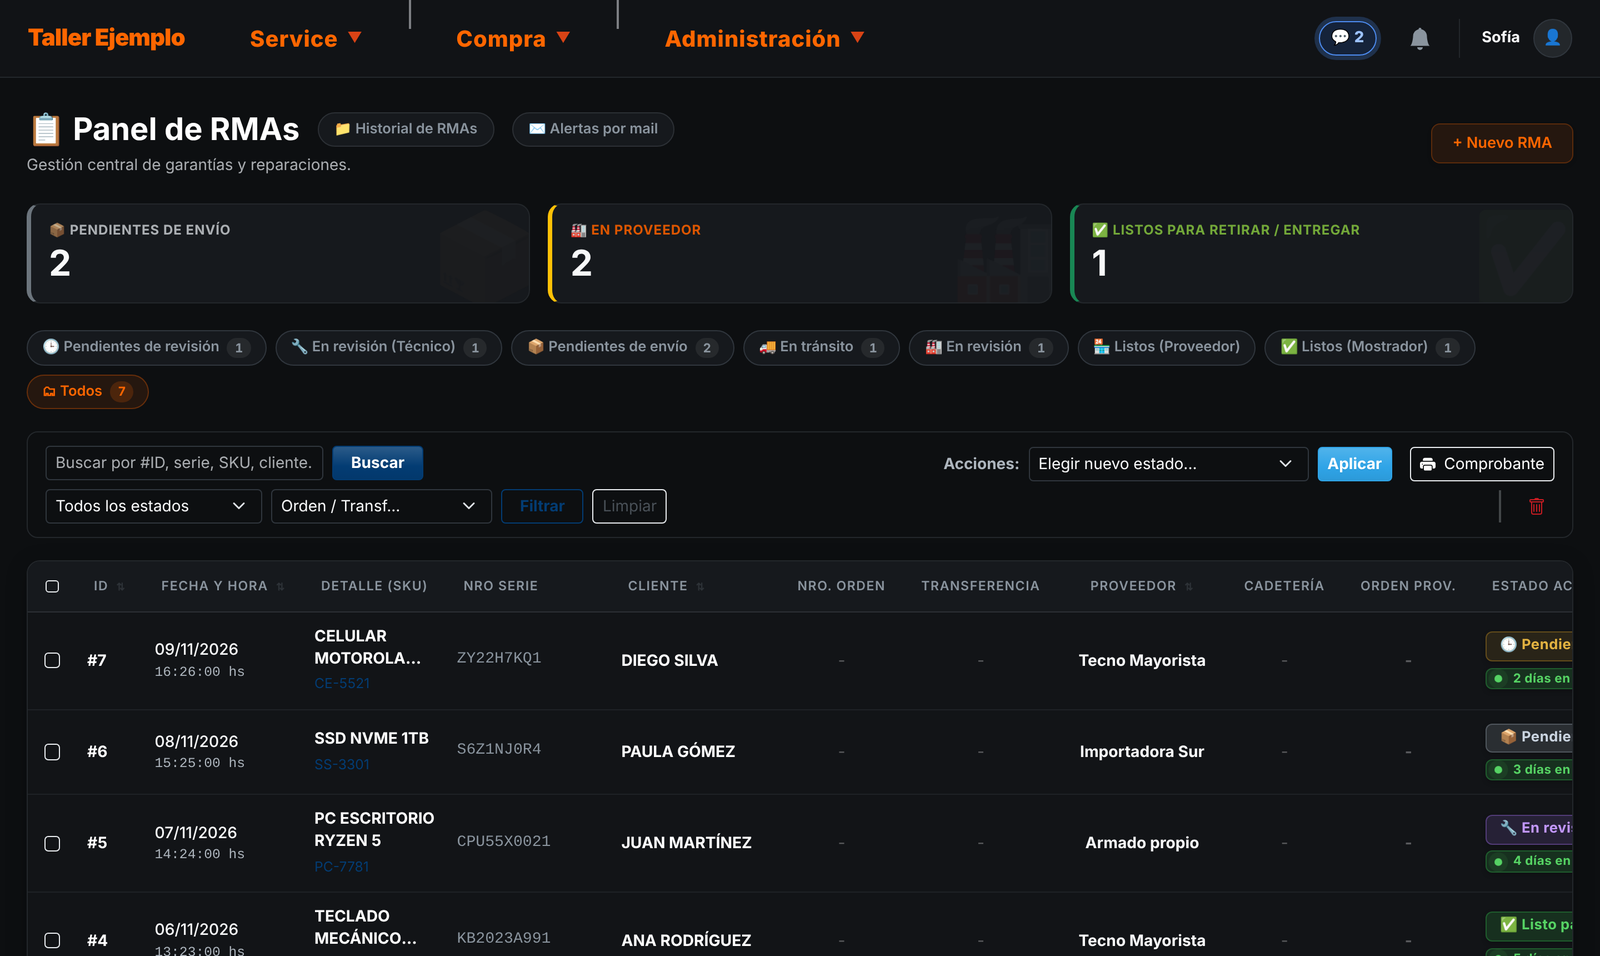 Taller Ejemplo
Service ▼
Compra ▼
Administración ▼
💬 2
Sofía
📋 Panel de RMAs
📁 Historial de RMAs
✉️ Alertas por mail
Gestión central de garantías y reparaciones.
+ Nuevo RMA
📦 PENDIENTES DE ENVÍO
2
🏭 EN PROVEEDOR
2
✅ LISTOS PARA RETIRAR / ENTREGAR
1
🕒 Pendientes de revisión 1
🔧 En revisión (Técnico) 1
📦 Pendientes de envío 2
🚚 En tránsito 1
🏭 En revisión 1
🏪 Listos (Proveedor)
✅ Listos (Mostrador) 1
🗂 Todos 7
Buscar por #ID, serie, SKU, cliente.
Buscar
Acciones:
Elegir nuevo estado...
Aplicar
Comprobante
Todos los estados
Orden / Transf...
Filtrar
Limpiar
ID
FECHA Y HORA
DETALLE (SKU)
NRO SERIE
CLIENTE
NRO. ORDEN
TRANSFERENCIA
PROVEEDOR
CADETERÍA
ORDEN PROV.
ESTADO AC
#7
09/11/2026
16:26:00 hs
CELULAR
MOTOROLA...
CE-5521
ZY22H7KQ1
DIEGO SILVA
-
-
Tecno Mayorista
-
-
🕒 Pendie
2 días en
#6
08/11/2026
15:25:00 hs
SSD NVME 1TB
SS-3301
S6Z1NJ0R4
PAULA GÓMEZ
-
-
Importadora Sur
-
-
📦 Pendie
3 días en
#5
07/11/2026
14:24:00 hs
PC ESCRITORIO
RYZEN 5
PC-7781
CPU55X0021
JUAN MARTÍNEZ
-
-
Armado propio
-
-
🔧 En revi
4 días en
#4
06/11/2026
13:23:00 hs
TECLADO
MECÁNICO...
KB2023A991
ANA RODRÍGUEZ
-
-
Tecno Mayorista
-
-
✅ Listo pa